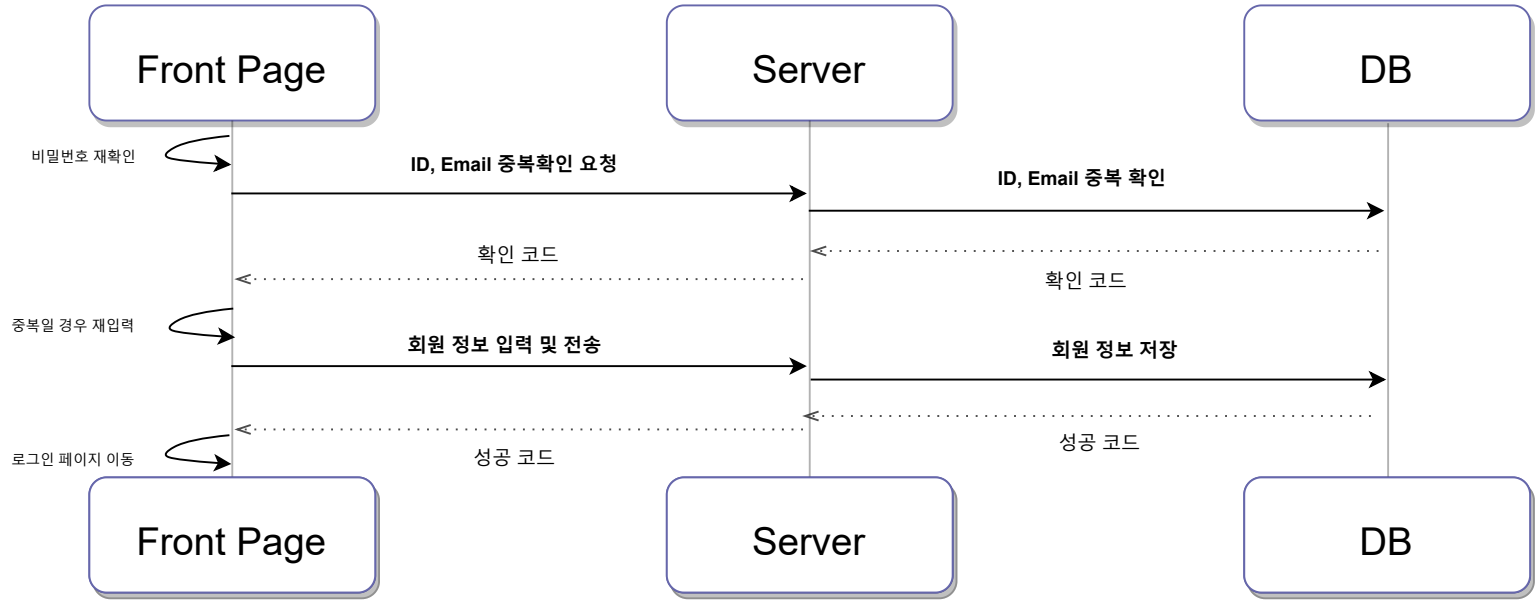 Front Page
Server
DB
비밀번호 재확인
ID, Email 중복확인 요청
ID, Email 중복 확인
확인 코드
확인 코드
중복일 경우 재입력
회원 정보 입력 및 전송
회원 정보 저장
성공 코드
성공 코드
로그인 페이지 이동
Front Page
Server
DB